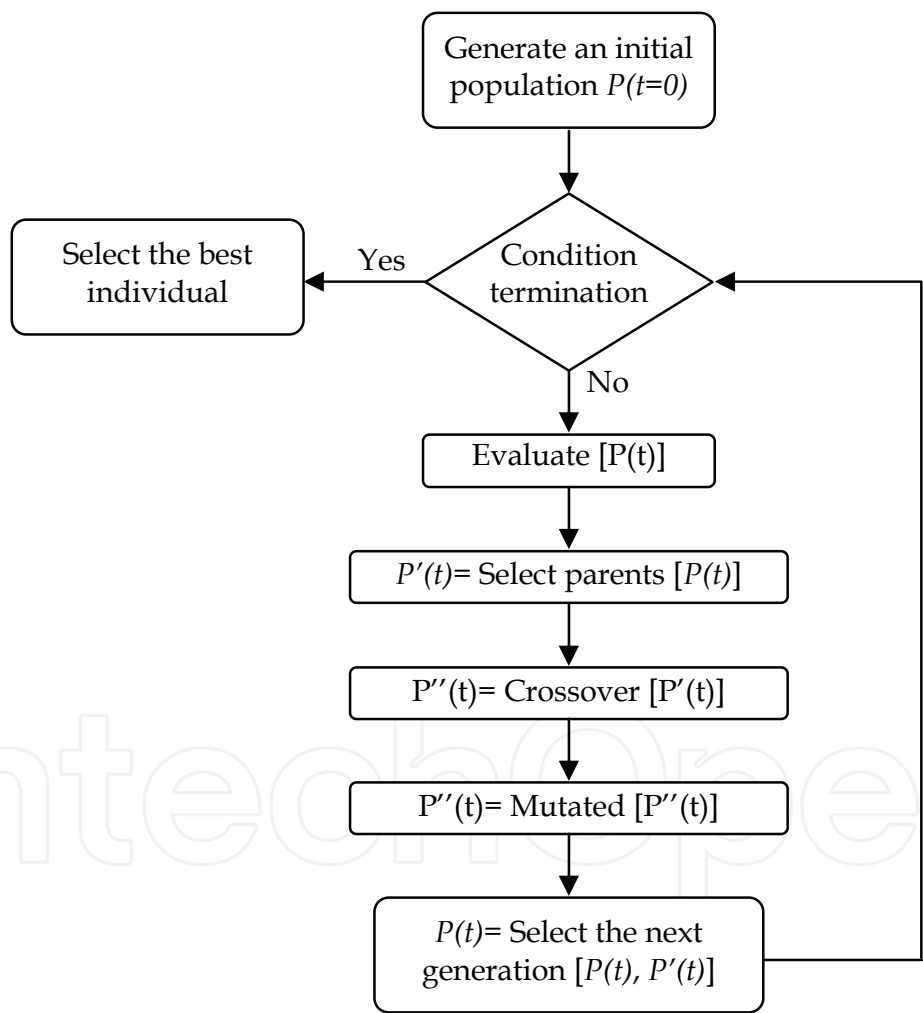 Generate an initial
population P(t=0)
Condition
termination
Yes
Select the best
individual
No
Evaluate [P(t)]
P'(t)= Select parents [P(t)]
P''(t)= Crossover [P'(t)]
P''(t)= Mutated [P''(t)]
P(t)= Select the next
generation [P(t), P'(t)]
ntechOpe